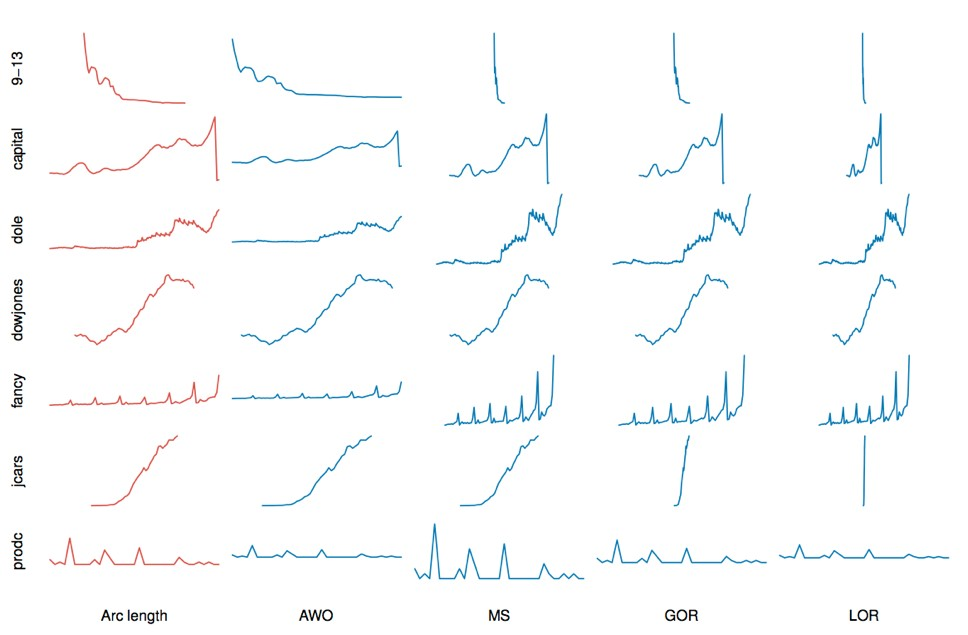 9–13
capital
dole
dowjones
fancy
jcars
prodc
Arc length AWO MS GOR LOR